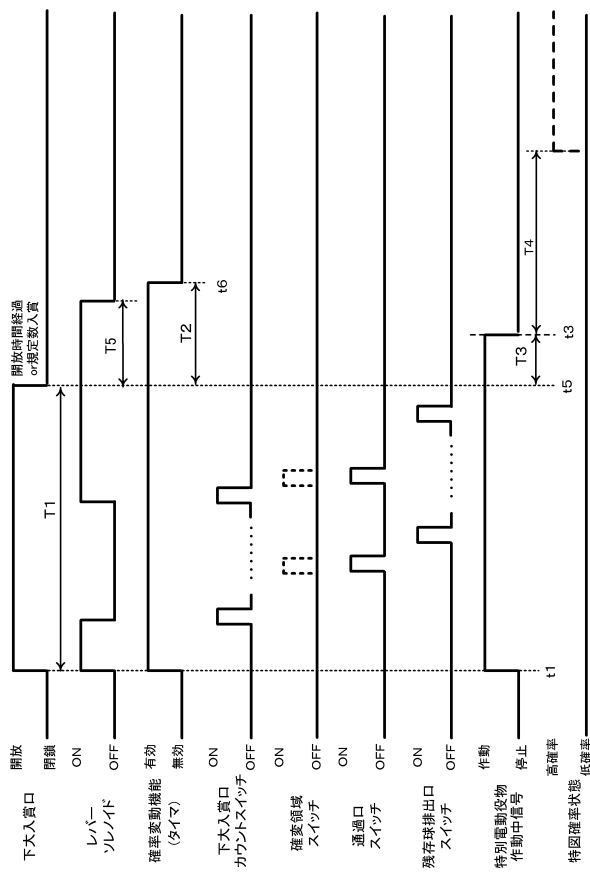 下大入賞口
開放
閉鎖
T1
開放時間経過
or規定数入賞
レバー
ソレノイド
ON
OFF
T5
確率変動機能
(タイマ)
有効
無効
T2
t6
下大入賞口
カウントスイッチ
ON
OFF
確変領域
スイッチ
ON
OFF
通過口
スイッチ
ON
OFF
残存球排出口
スイッチ
ON
OFF
特別電動役物
作動中信号
作動
停止
T3
T4
t1
t5
t3
特図確率状態
高確率
低確率